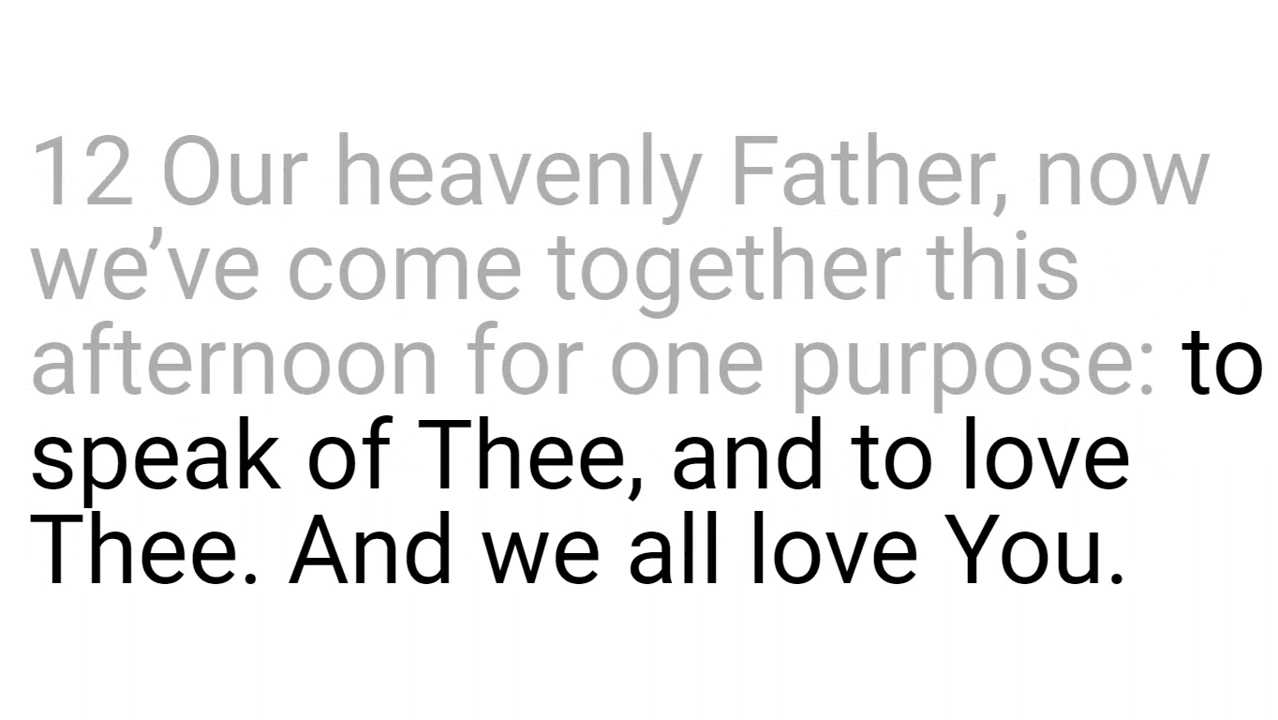 12 Our heavenly Father, now
we’ve come together this
afternoon for one purpose: to
speak of Thee, and to love
Thee. And we all love You.